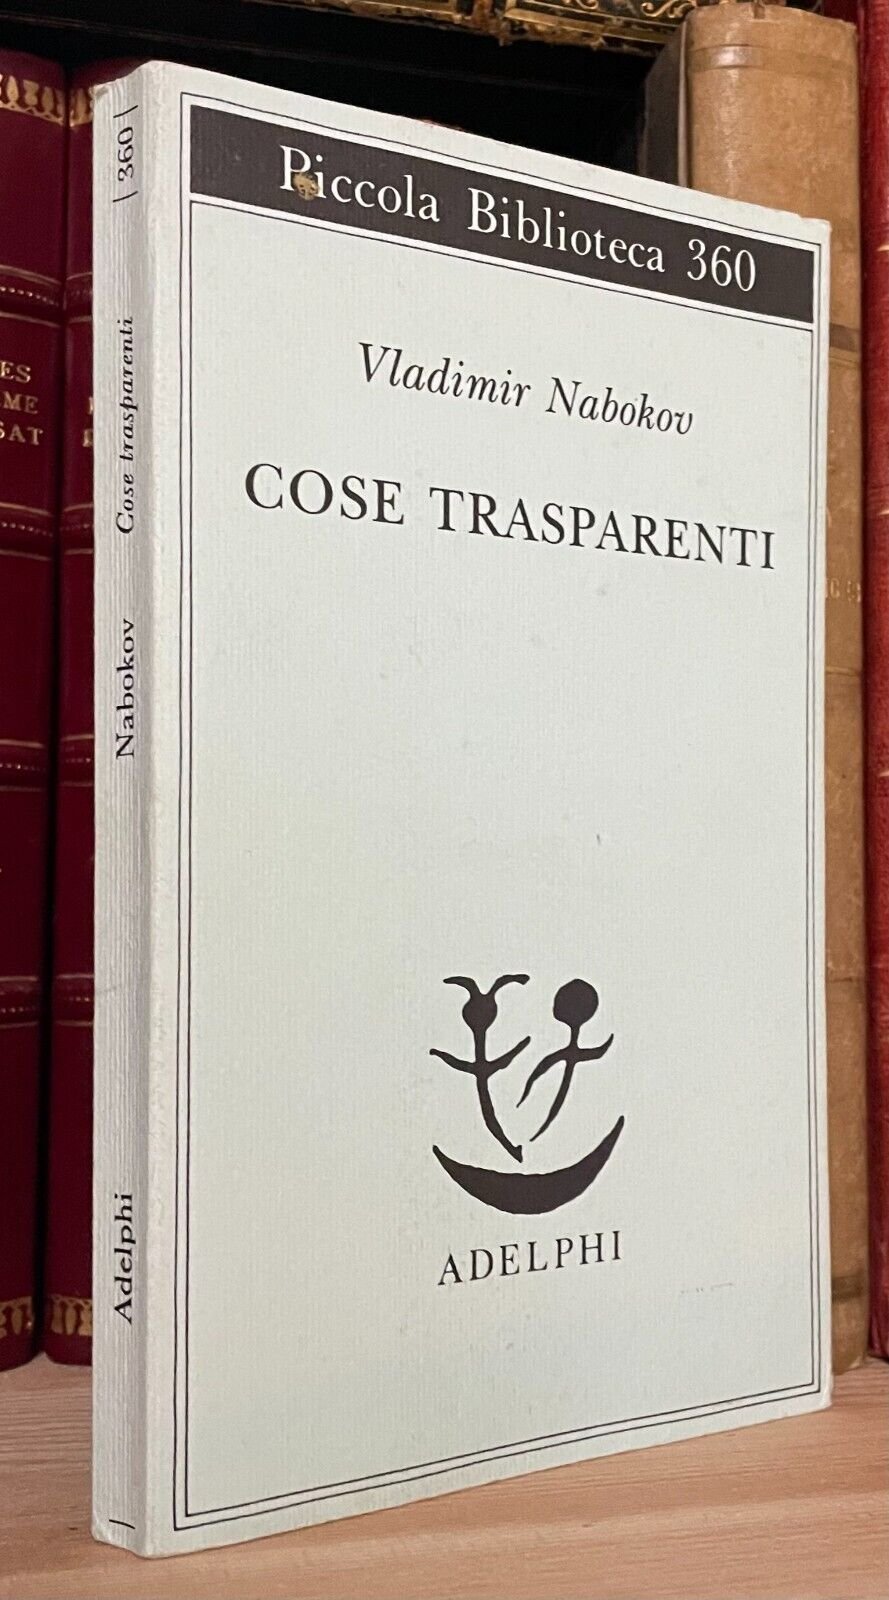 Piccola Biblioteca 360
Vladimir Nabokov
COSE TRASPARENTI
ADELPHI
360
Cose trasparenti
Nabokov
Adelphi